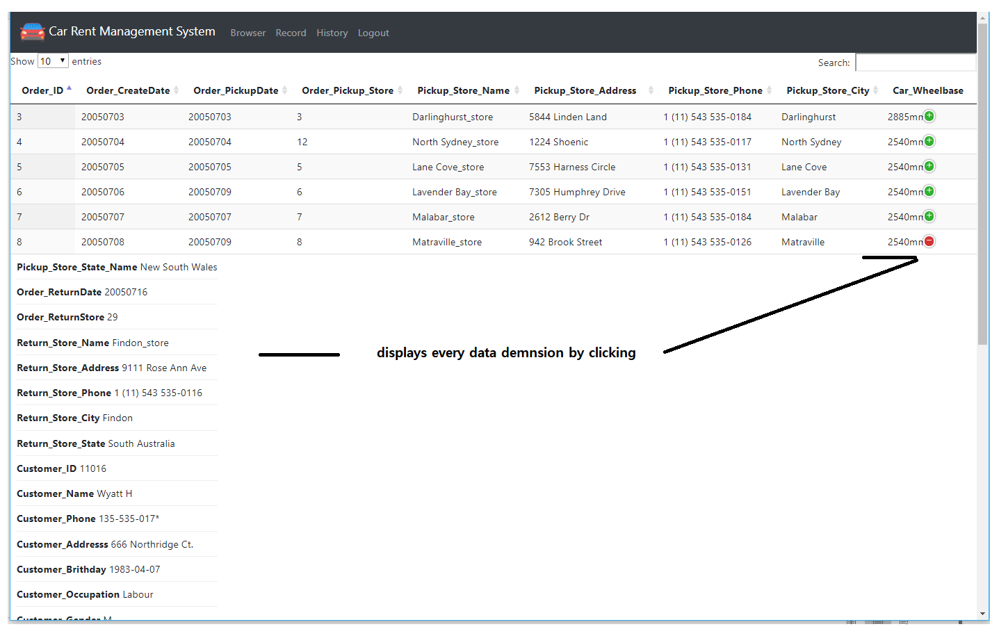 Car Rent Management System Browser Record History Logout
Show 10 entries Search:
Order_ID Order_CreateDate Order_PickupDate Order_Pickup_Store Pickup_Store_Name Pickup_Store_Address Pickup_Store_Phone Pickup_Store_City Car_Wheelbase
3 20050703 20050703 3 Darlinghurst_store 5844 Linden Land 1 (11) 543 535-0184 Darlinghurst 2885mm
4 20050704 20050704 12 North Sydney_store 1224 Shoenic 1 (11) 543 535-0117 North Sydney 2540mm
5 20050705 20050705 5 Lane Cove_store 7553 Harness Circle 1 (11) 543 535-0131 Lane Cove 2540mm
6 20050706 20050709 6 Lavender Bay_store 7305 Humphrey Drive 1 (11) 543 535-0151 Lavender Bay 2540mm
7 20050707 20050707 7 Malabar_store 2612 Berry Dr 1 (11) 543 535-0184 Malabar 2540mm
8 20050708 20050709 8 Matraville_store 942 Brook Street 1 (11) 543 535-0126 Matraville 2540mm
Pickup_Store_State_Name New South Wales
Order_ReturnDate 20050716
Order_ReturnStore 29
Return_Store_Name Findon_store
displays every data demnsion by clicking
Return_Store_Address 9111 Rose Ann Ave
Return_Store_Phone 1 (11) 543 535-0116
Return_Store_City Findon
Return_Store_State South Australia
Customer_ID 11016
Customer_Name Wyatt H
Customer_Phone 135-535-017*
Customer_Addresss 666 Northridge Ct.
Customer_Brithday 1983-04-07
Customer_Occupation Labour
Customer_Gender M